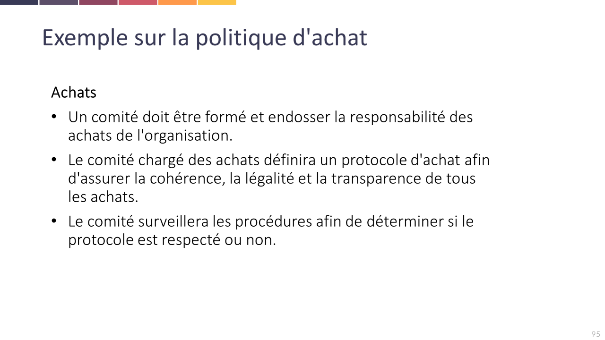 Exemple sur la politique d'achat
Achats
• Un comité doit être formé et endosser la responsabilité des
achats de l'organisation.
• Le comité chargé des achats définira un protocole d'achat afin
d'assurer la cohérence, la légalité et la transparence de tous
les achats.
• Le comité surveillera les procédures afin de déterminer si le
protocole est respecté ou non.
95